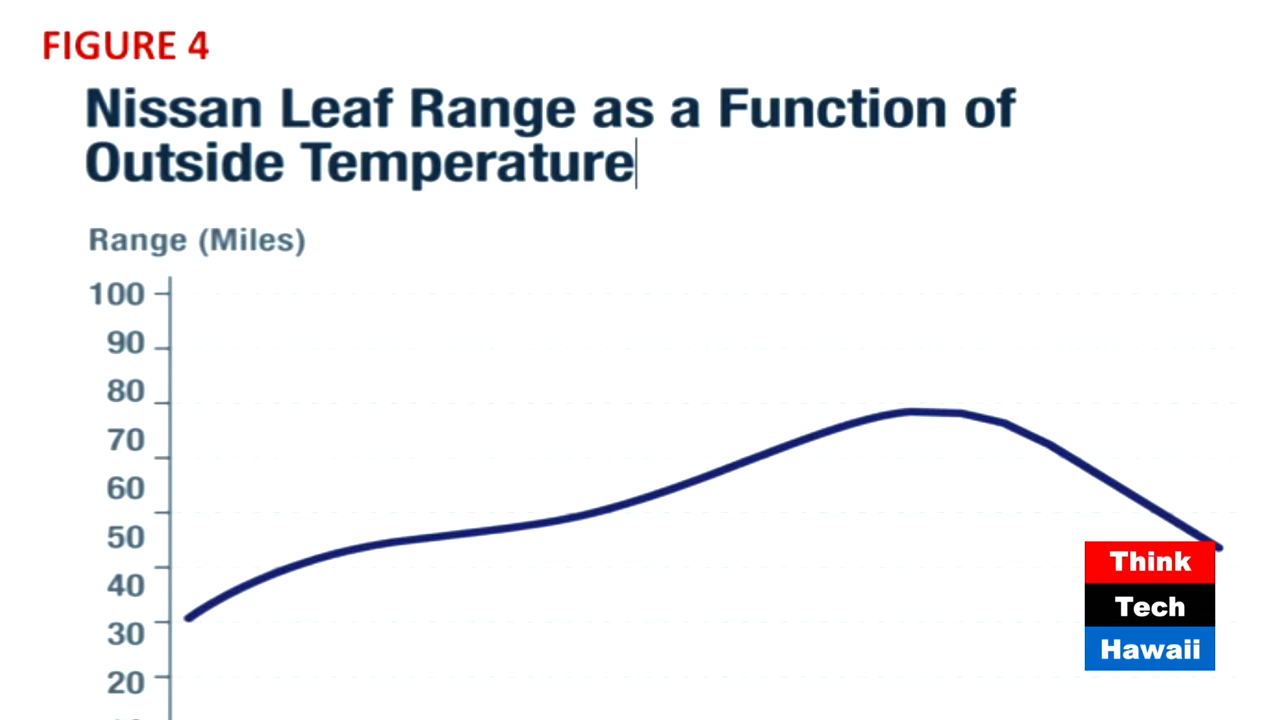 FIGURE 4
Nissan Leaf Range as a Function of
Outside Temperature
Range (Miles)
100
90
80
70
60
50
40
30
20
Think
Tech
Hawaii